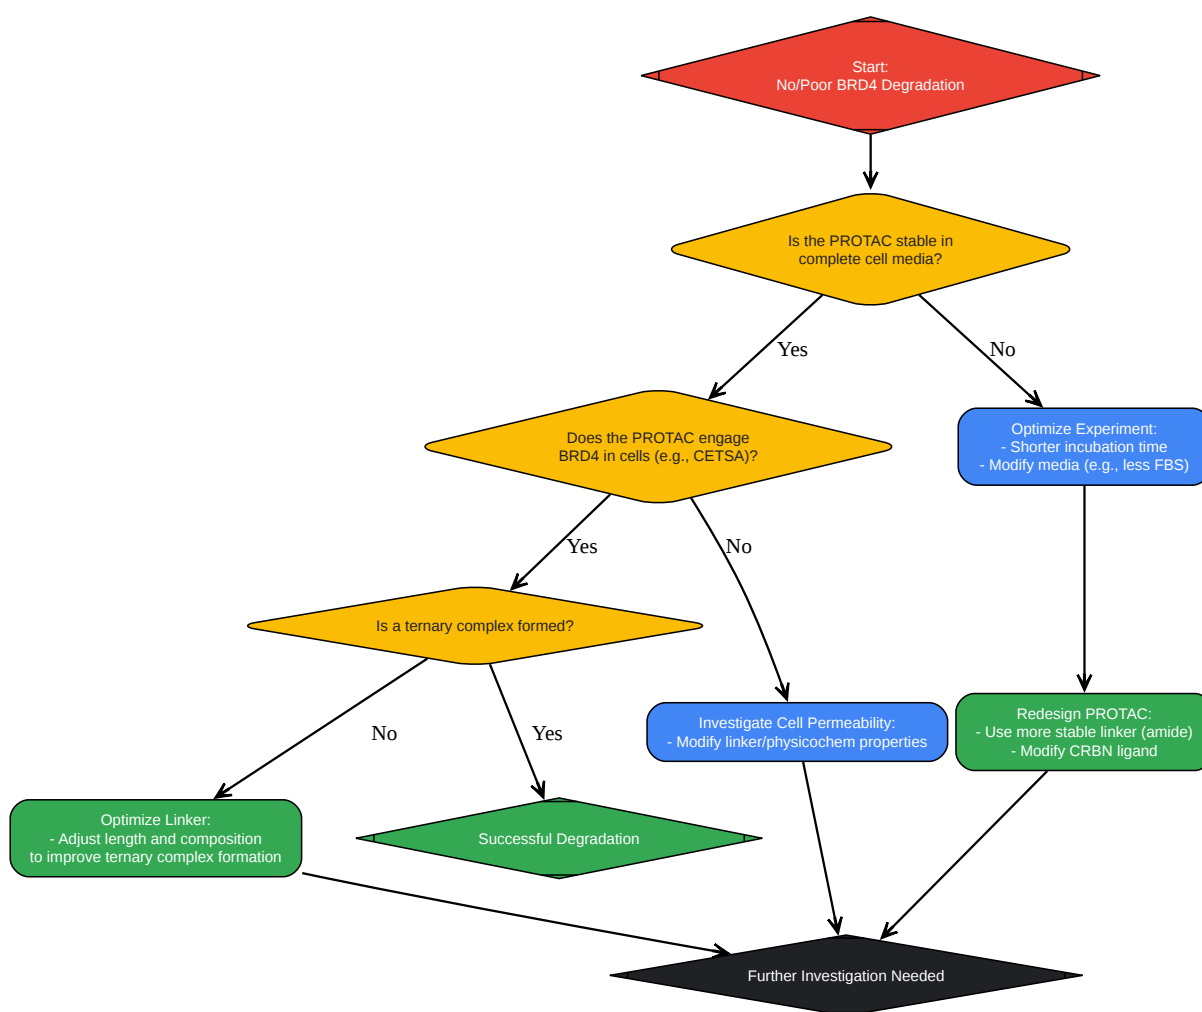 Start:
No/Poor BRD4 Degradation
Is the PROTAC stable in
complete cell media?
Yes
No
Does the PROTAC engage
BRD4 in cells (e.g., CETSA)?
Optimize Experiment:
- Shorter incubation time
- Modify media (e.g., less FBS)
Yes
No
Is a ternary complex formed?
No
Yes
Investigate Cell Permeability:
- Modify linker/physicochem properties
Redesign PROTAC:
- Use more stable linker (amide)
- Modify CRBN ligand
Optimize Linker:
- Adjust length and composition
to improve ternary complex formation
Successful Degradation
Further Investigation Needed